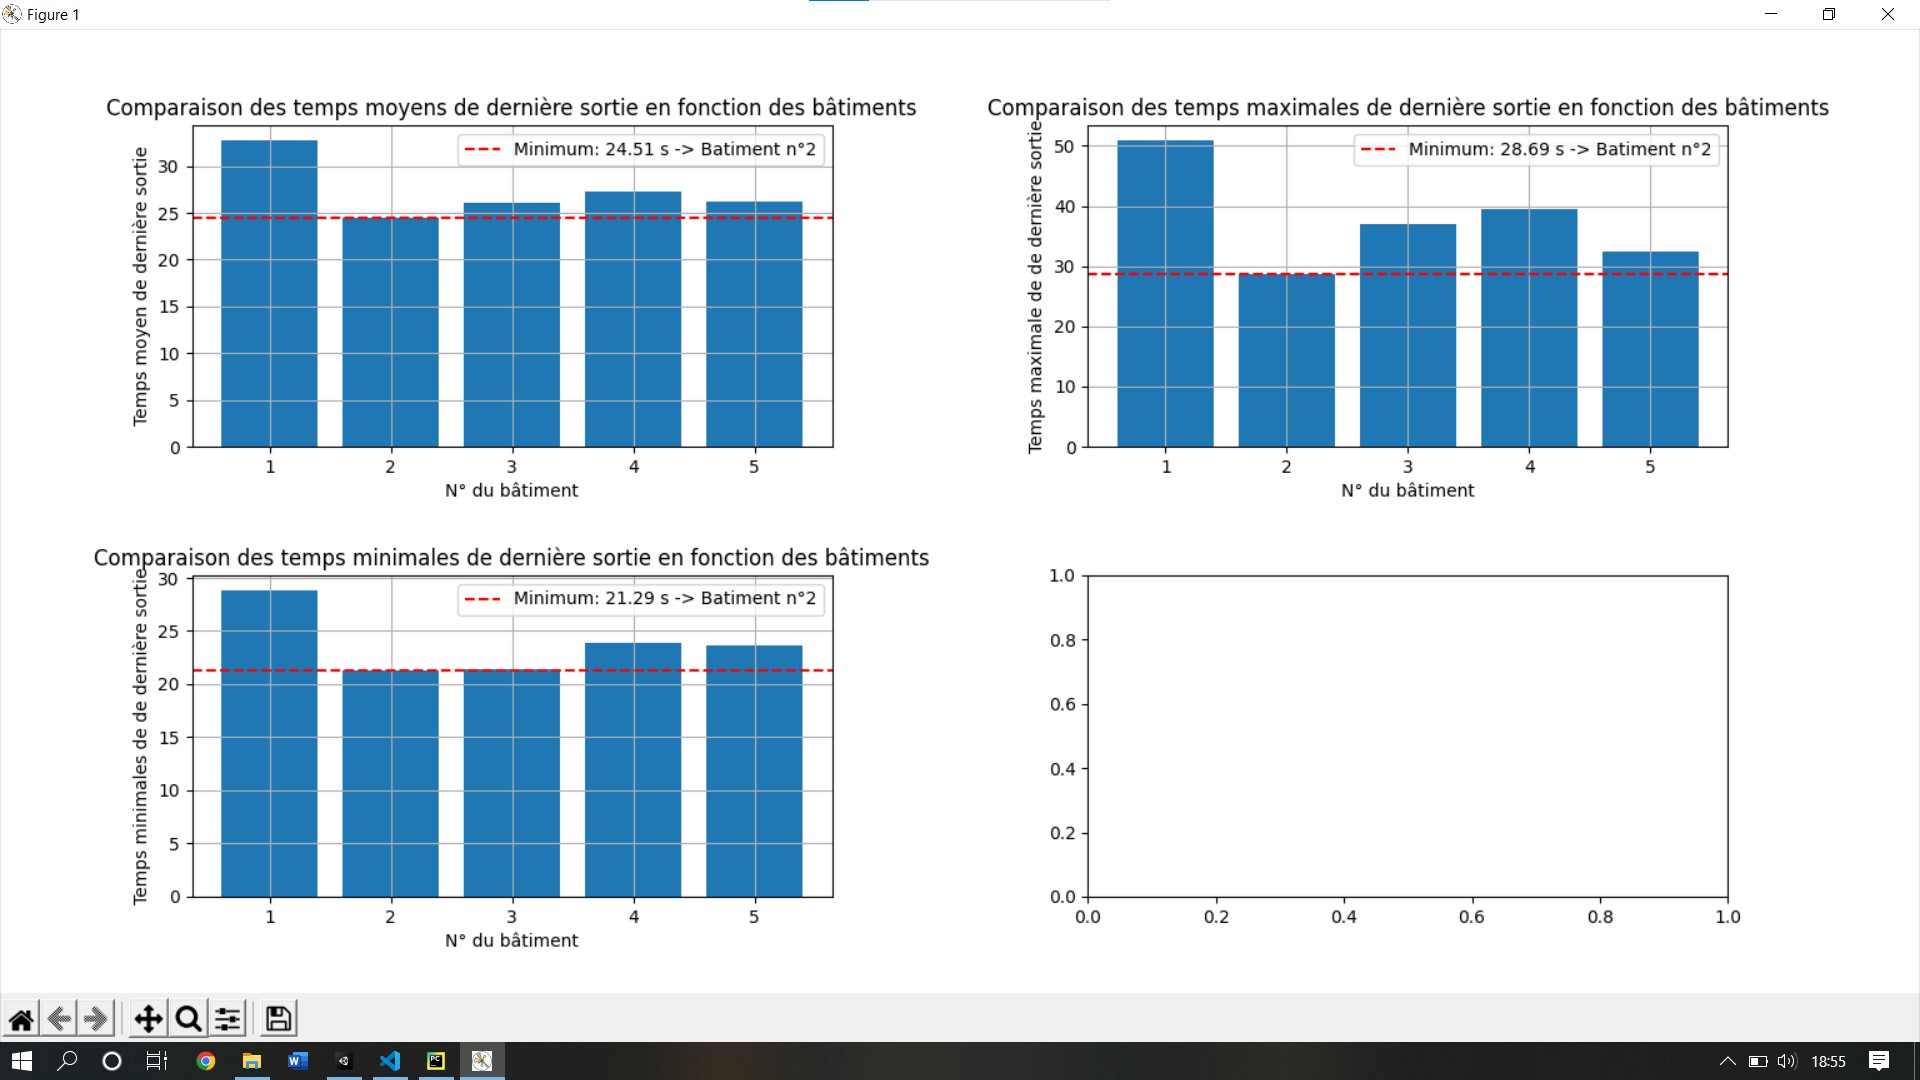 Figure 1
Comparaison des temps moyens de dernière sortie en fonction des bâtiments
Temps moyen de dernière sortie
30
25
20
15
10
5
0
Minimum: 24.51 s -> Batiment n°2
1 2 3 4 5
N° du bâtiment
Comparaison des temps maximales de dernière sortie en fonction des bâtiments
Temps maximale de de dernière sortie
50
40
30
20
10
0
Minimum: 28.69 s -> Batiment n°2
1 2 3 4 5
N° du bâtiment
Comparaison des temps minimales de dernière sortie en fonction des bâtiments
Temps minimales de de dernière sortie
30
25
20
15
10
5
0
Minimum: 21.29 s -> Batiment n°2
1 2 3 4 5
N° du bâtiment
1.0
0.8
0.6
0.4
0.2
0.0
0.0 0.2 0.4 0.6 0.8 1.0
W
PC
18:55